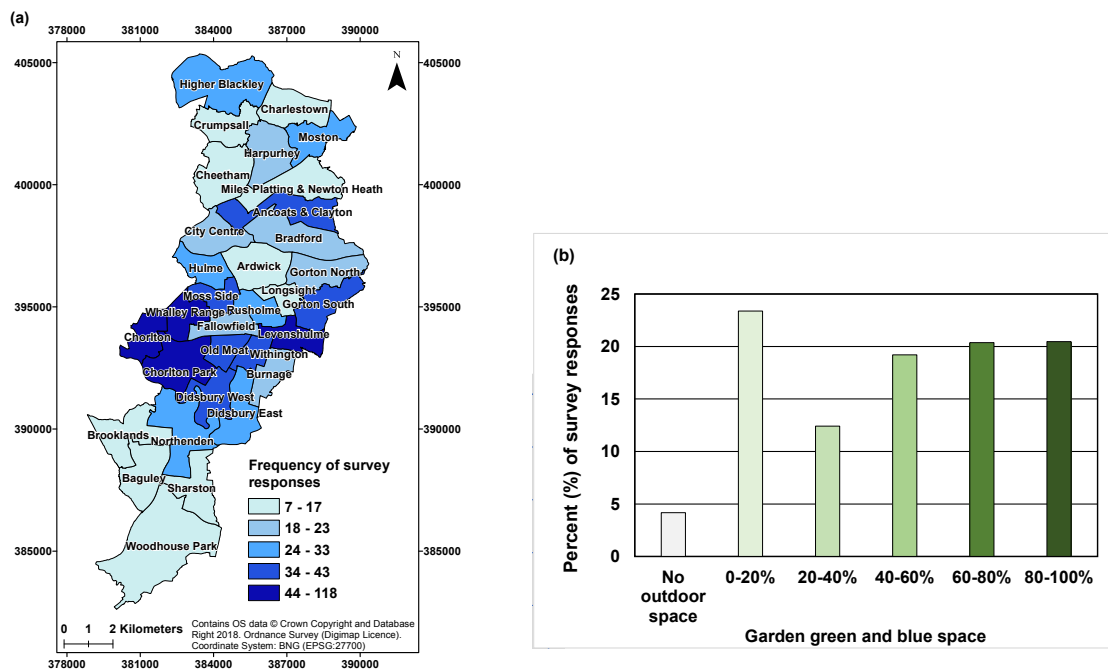 (a)
378000 381000 384000 387000 390000
405000 405000
N
Higher Blackley
Charlestown
Crumpsall
Moston
Harpurhey
Cheetham
400000 400000
Miles Platting & Newton Heath
Ancoats & Clayton
City Centre
Bradford
Hulme
Ardwick
Gorton North
395000 395000
Longsight
Moss Side
Gorton South
Whalley Range
Rusholme
Fallowfield
Chorlton
Levenshulme
Old Moat
Withington
Chorlton Park
Burnage
Didsbury West
Didsbury East
390000 390000
Brooklands
Northenden
Baguley
Sharston
Woodhouse Park
385000 385000
Frequency of survey
responses
7 - 17
18 - 23
24 - 33
34 - 43
44 - 118
0 1 2 Kilometers
Contains OS data © Crown Copyright and Database
Right 2018. Ordnance Survey (Digimap Licence).
Coordinate System: BNG (EPSG:27700)
378000 381000 384000 387000 390000
(b)
Percent (%) of survey responses
25
20
15
10
5
0
No
outdoor
space
0-20%
20-40%
40-60%
60-80%
80-100%
Garden green and blue space